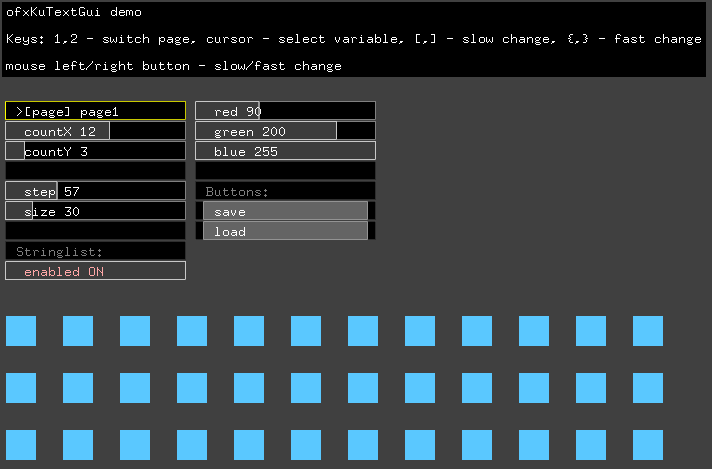 ofxKuTextGui demo
Keys: 1,2 - switch page, cursor - select variable, [,] - slow change, {,} - fast change
mouse left/right button - slow/fast change
>[page] page1
countX 12
countY 3
step 57
size 30
Stringlist:
enabled ON
red 90
green 200
blue 255
Buttons:
save
load